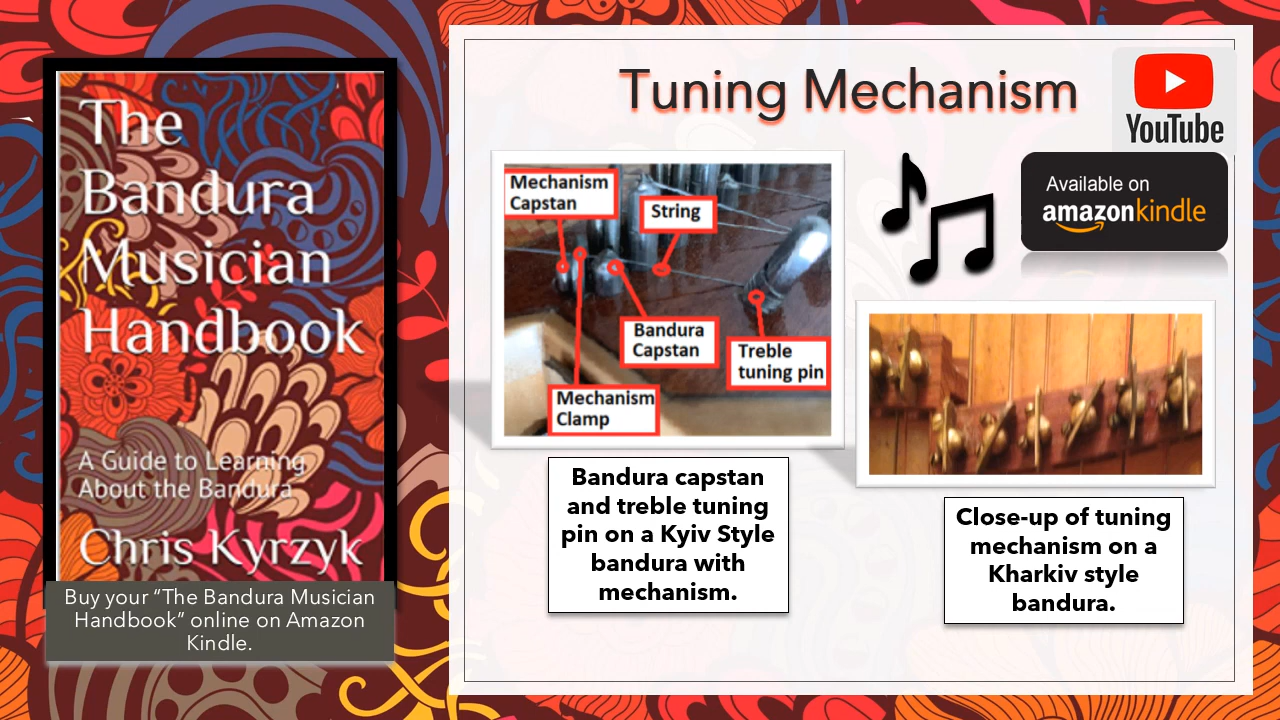 The
Bandura
Musician
Handbook
A Guide to Learning
About the Bandura
Chris Kyrzyk
Buy your “The Bandura Musician
Handbook” online on Amazon
Kindle.
Tuning Mechanism
YouTube
Available on
amazonkindle
Mechanism
Capstan
String
Bandura
Capstan
Treble
tuning pin
Mechanism
Clamp
Bandura capstan
and treble tuning
pin on a Kyiv Style
bandura with
mechanism.
Close-up of tuning
mechanism on a
Kharkiv style
bandura.